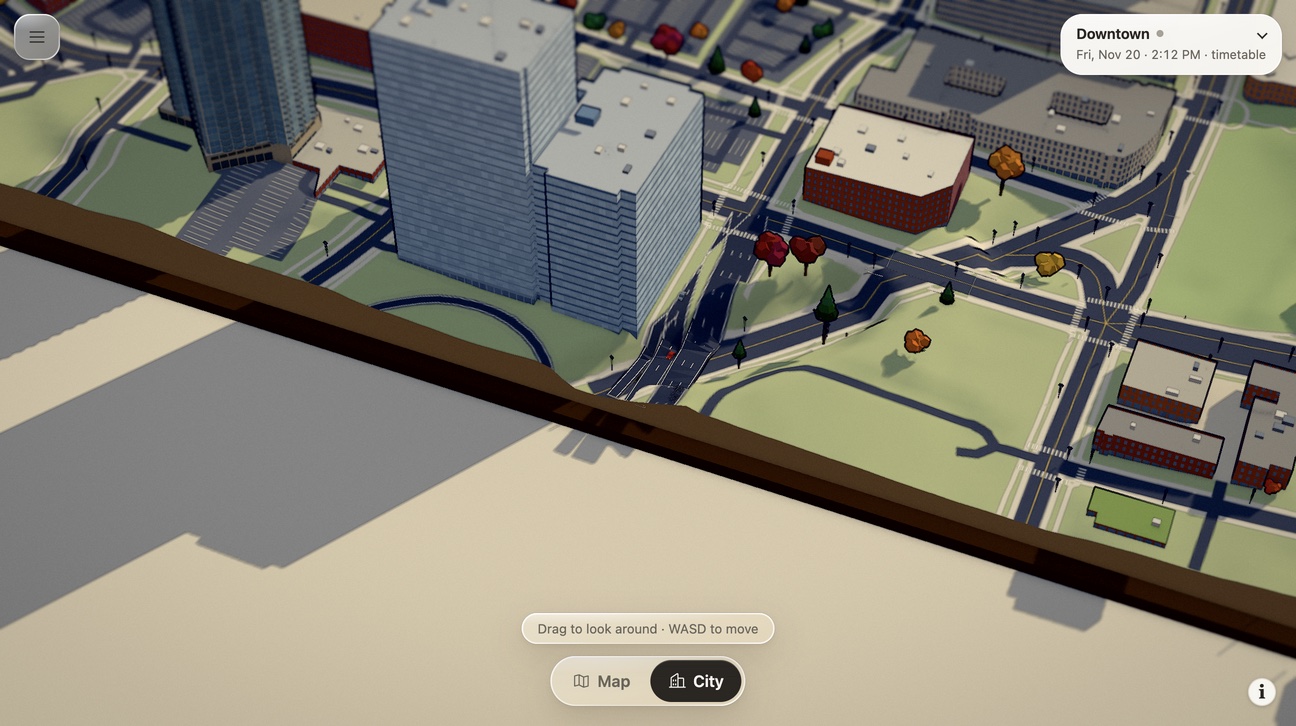 Downtown
Fri, Nov 20 · 2:12 PM · timetable
Drag to look around · WASD to move
Map
City
i